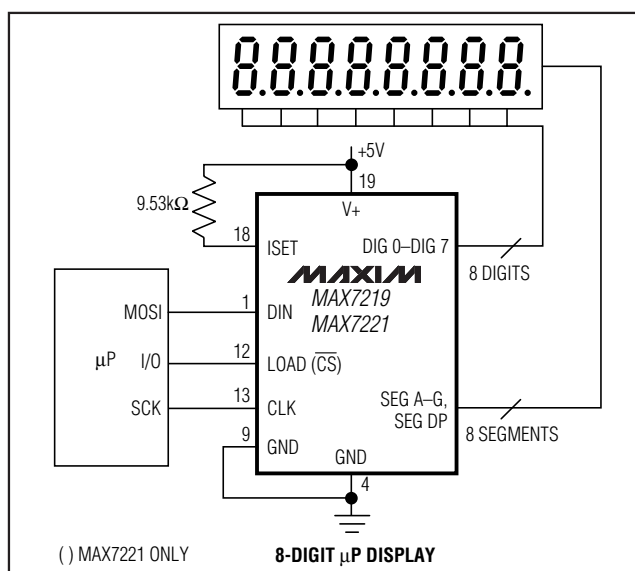 8.8.8.8.8.8.8.8.
+5V
19
9.53kΩ
V+
18
ISET
DIG 0–DIG 7
8 DIGITS
MAXIM
MAX7219
MAX7221
MOSI
1
DIN
µP
I/O
12
LOAD (C̅S̅)
SCK
13
CLK
SEG A–G,
SEG DP
8 SEGMENTS
9
GND
GND
4
( ) MAX7221 ONLY
8-DIGIT µP DISPLAY